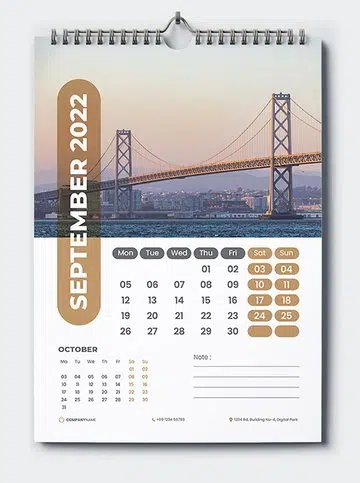 SEPTEMBER 2022
Mon Tue Wed Thu Fri Sat Sun
01 02 03 04
05 06 07 08 09 10 11
12 13 14 15 16 17 18
19 20 21 22 23 24 25
26 27 28 29 30
OCTOBER
Mo Tu We Th Fr Sa Su
01 02
03 04 05 06 07 08 09
10 11 12 13 14 15 16
17 18 19 20 21 22 23
24 25 26 27 28 29 30
31
Note :
COMPANYNAME
+99 1234 56789
1234 Rd, Building No-4, Digital Park